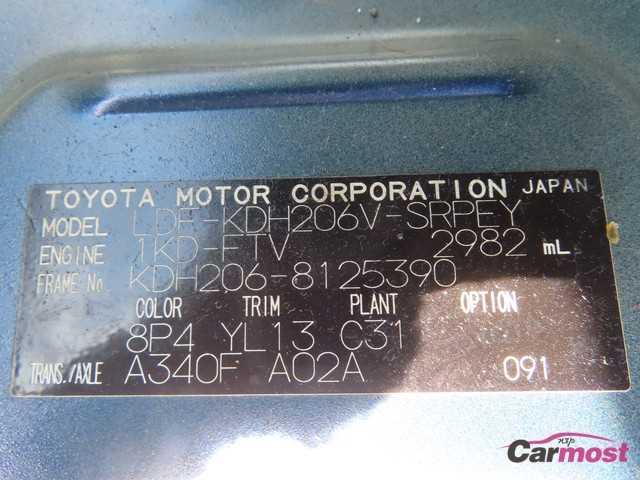 TOYOTA MOTOR CORPORATION JAPAN
MODEL LDF-KDH206V-SRPEY
ENGINE 1KD-FTV 2982 mL
FRAME No. KDH206-8125390
COLOR TRIM PLANT OPTION
8P4 YL13 C31
TRANS./AXLE A340F A02A 091
nsp
Carmost